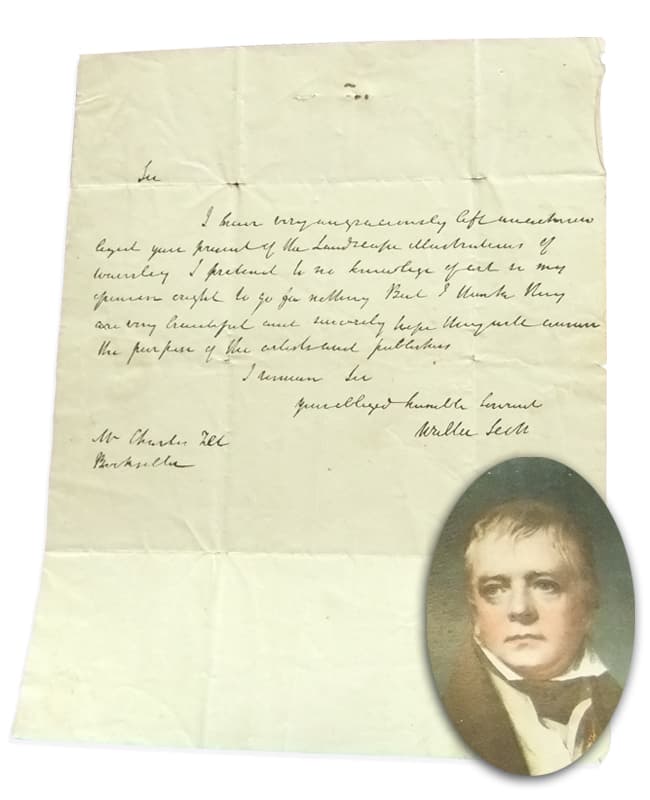 Sir
I have very ungraciously left unacknow
leged your present of the Landscape illustrations of
Waverley I pretend to no knowledge of art so my
opinion ought to go for nothing But I think they
are very beautiful and sincerely hope they will answer
the purpose of the artists and publishers
I remain Sir
Your obliged humble Servant
Walter Scott
Mr Charles Tilt
Bookseller